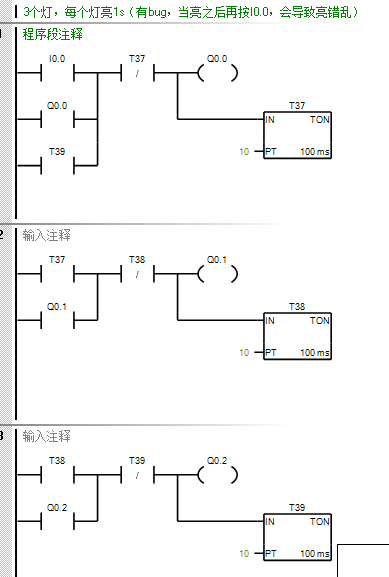 3个灯，每个灯亮1s（有bug，当亮之后再按I0.0，会导致亮错乱）
1 程序段注释
I0.0 T37 Q0.0
/
Q0.0 T37
IN TON
T39
10 PT 100 ms
2 输入注释
T37 T38 Q0.1
/
Q0.1 T38
IN TON
10 PT 100 ms
3 输入注释
T38 T39 Q0.2
/
Q0.2 T39
IN TON
10 PT 100 ms